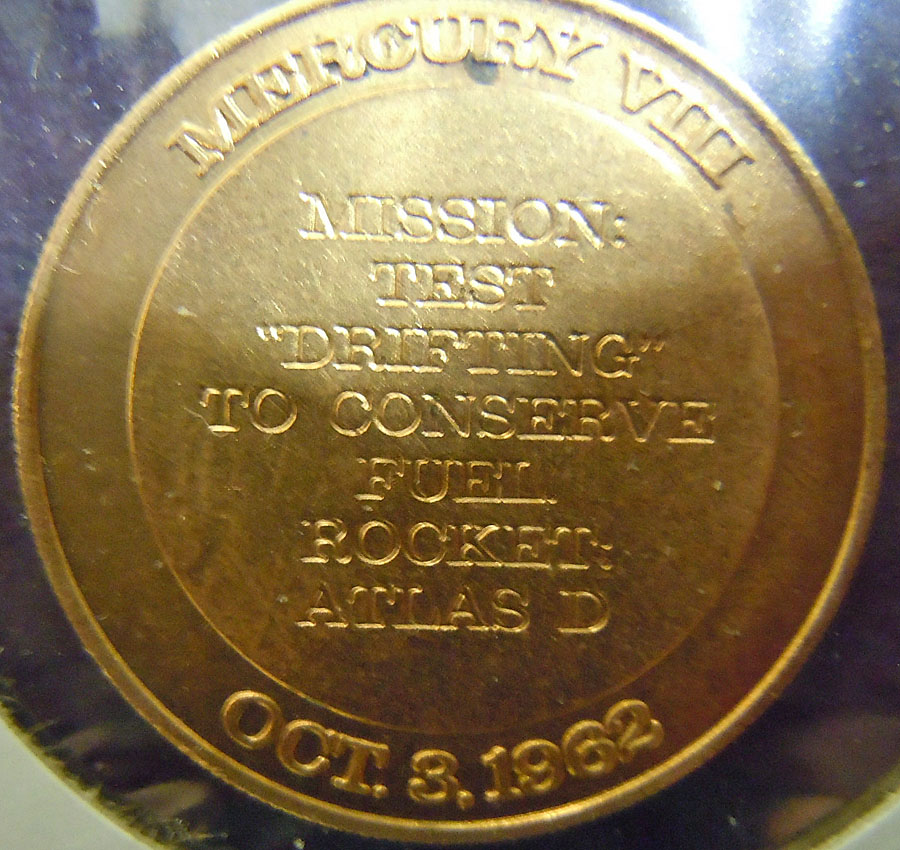 MERCURY VIII
MISSION:
TEST
"DRIFTING"
TO CONSERVE
FUEL
ROCKET:
ATLAS D
OCT. 3, 1962